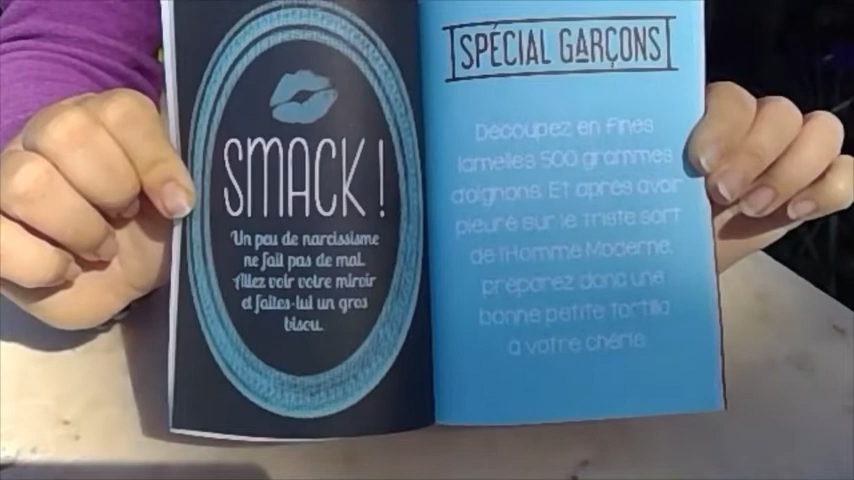 SMACK !
Un peu de narcissisme
ne fait pas de mal.
Allez voir votre miroir
et faites-lui un gros
bisou.
SPÉCIAL GARÇONS
Découpez en fines
lamelles 500 grammes
d'oignons. Et après avoir
pleuré sur le triste sort
de l'Homme Moderne,
préparez donc une
bonne petite tortilla
à votre chérie.